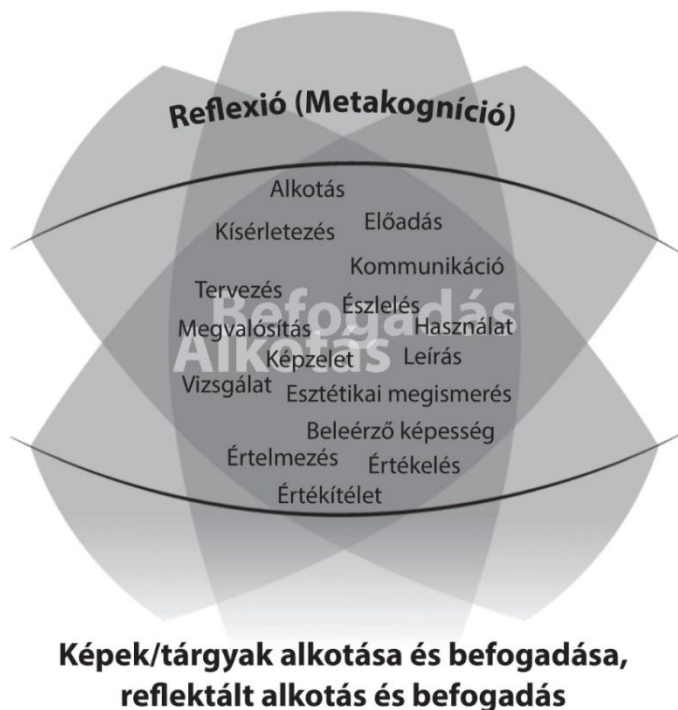 Reflexió (Metakogníció)
Alkotás
Kísérletezés
Előadás
Kommunikáció
Tervezés
Befogadás
Észlelés
Megvalósítás
Használat
Alkotás
Képzelet
Leírás
Vizsgálat
Esztétikai megismerés
Beleérző képesség
Értelmezés
Értékelés
Értékítélet
Képek/tárgyak alkotása és befogadása,
reflektált alkotás és befogadás